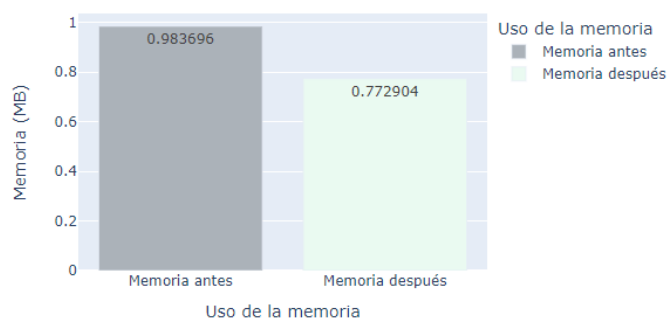 1
0.8
0.6
0.4
0.2
0
Memoria (MB)
0.983696
0.772904
Memoria antes
Memoria después
Uso de la memoria
Uso de la memoria
Memoria antes
Memoria después